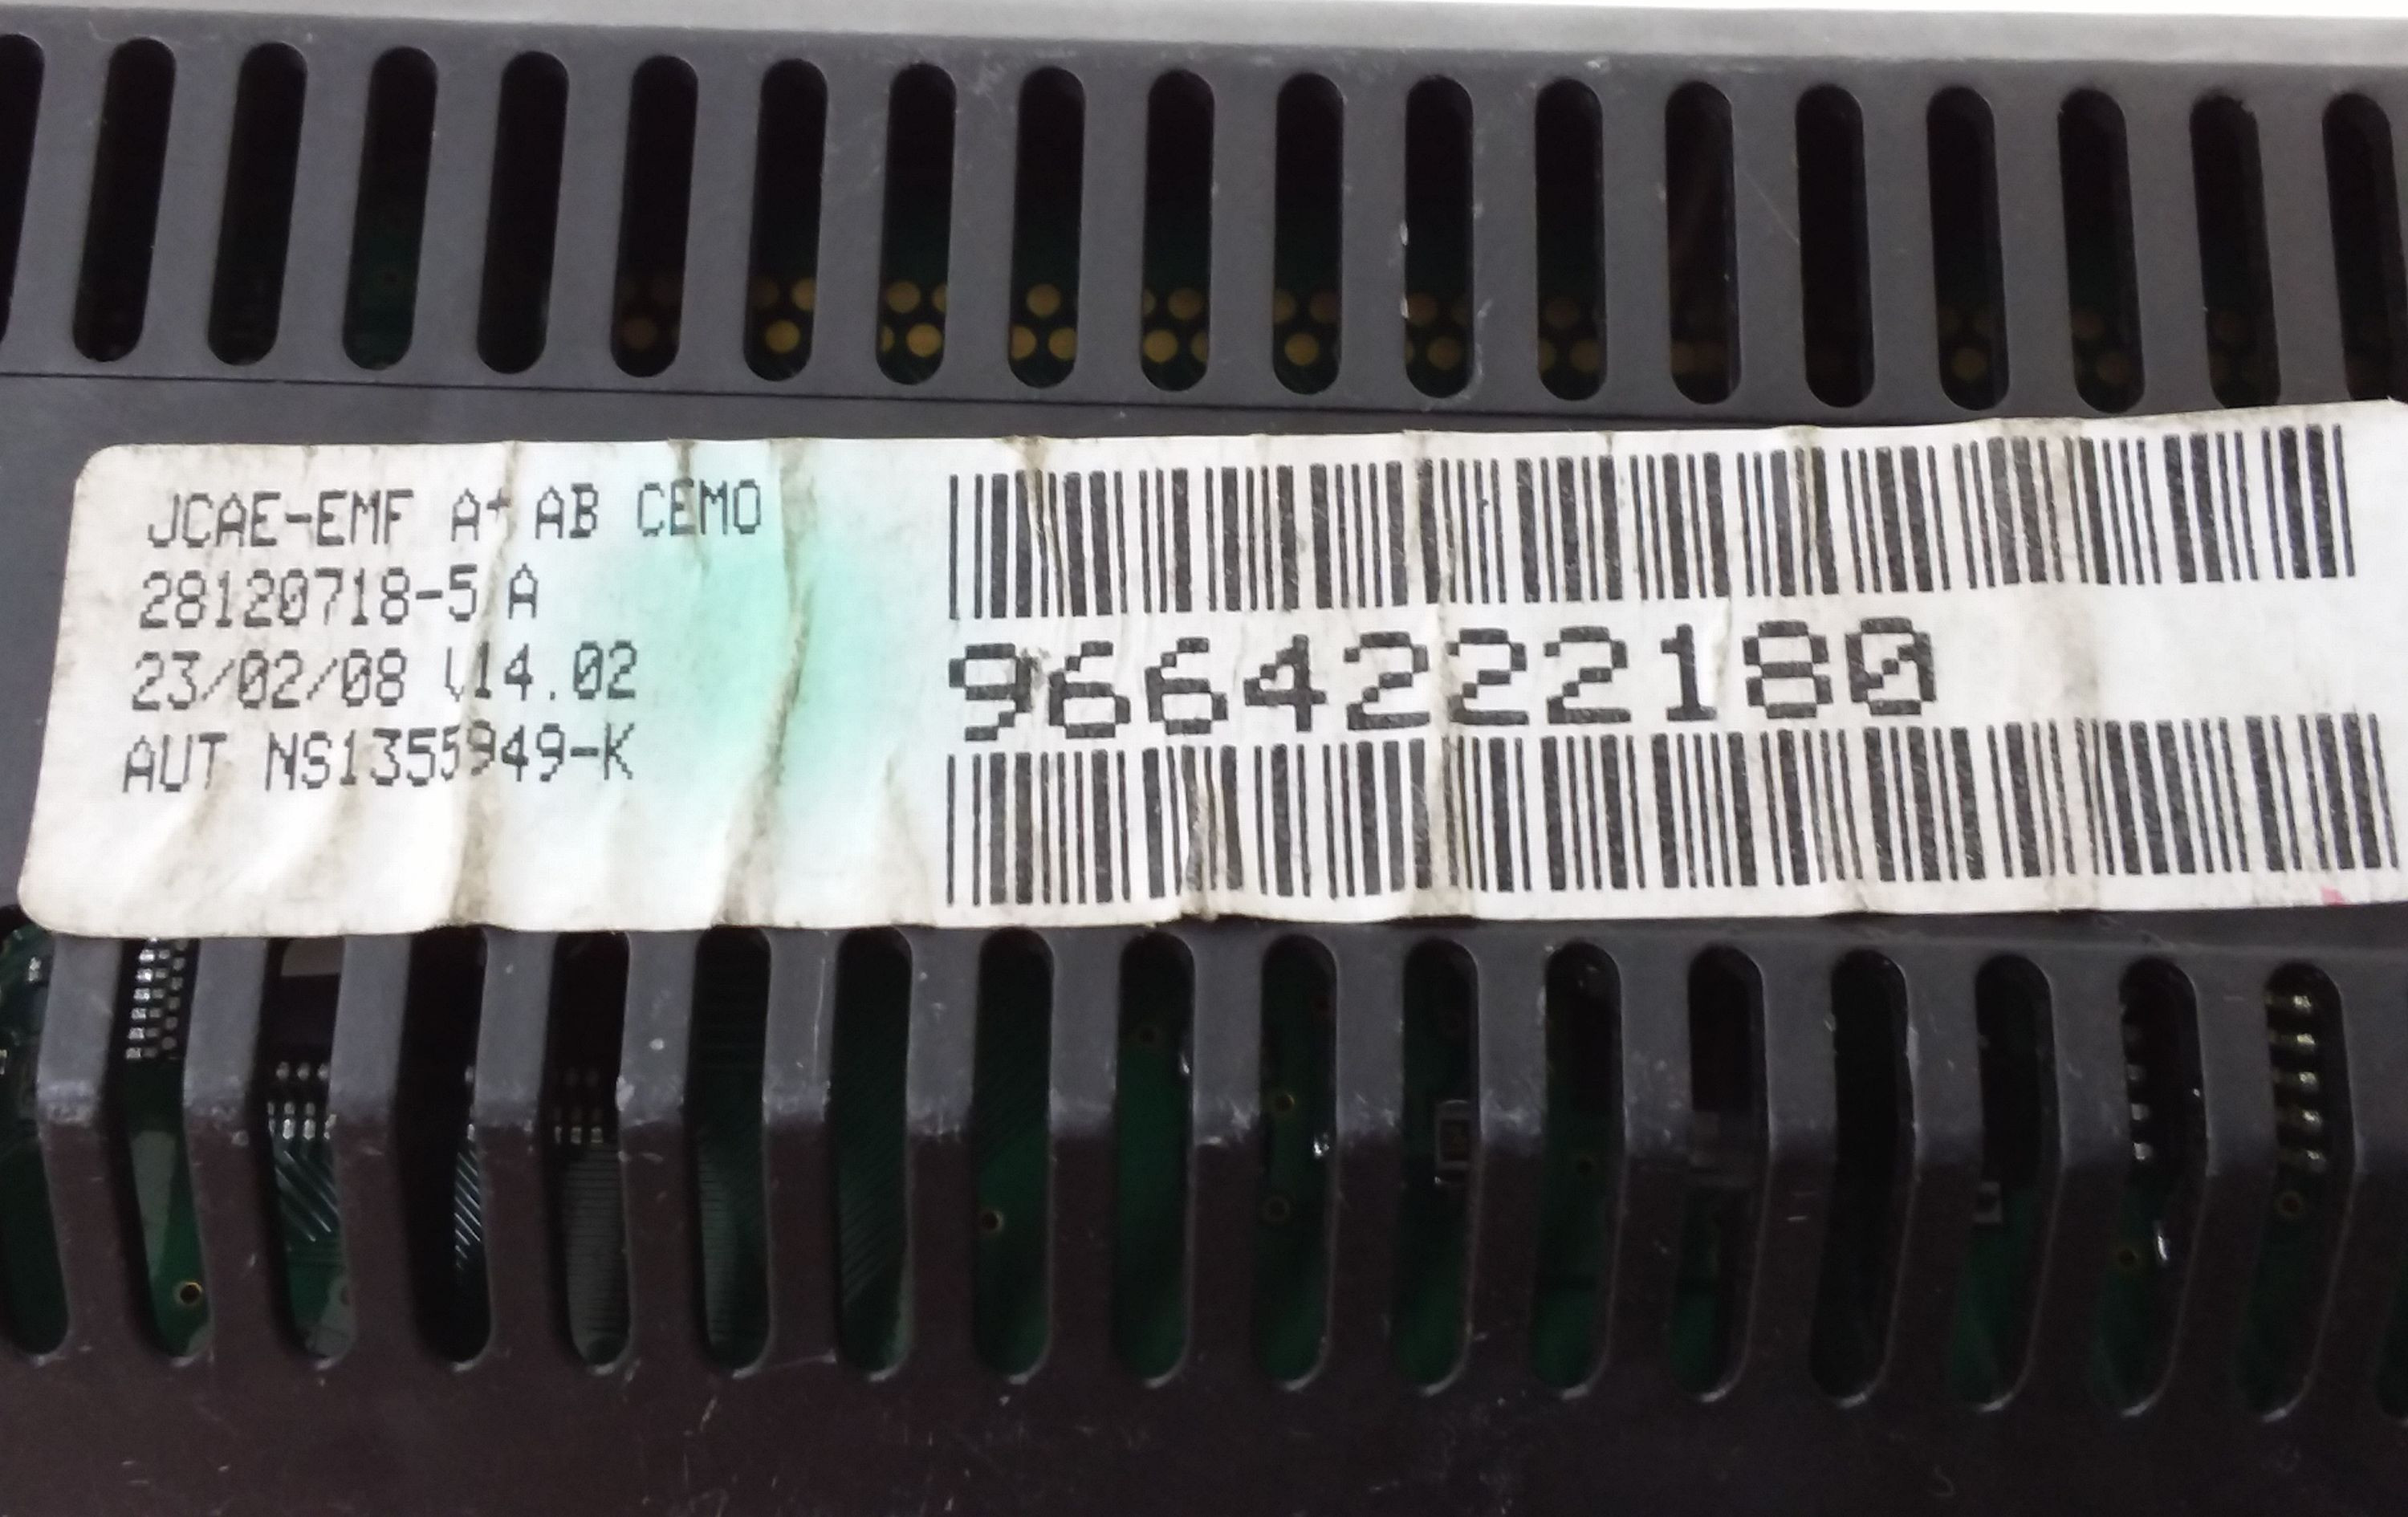 JCAE-EMF A+ AB CEMO
28120718-5 A
23/02/08 V14.02
AUT NS1355949-K
9664222180